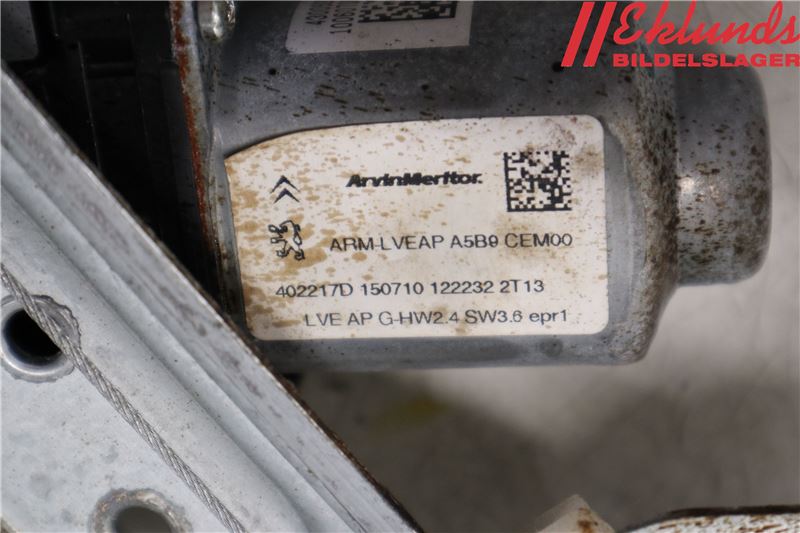 Eklunds
BILDELSLAGER
ArvinMeritor.
ARM-LVEAP A5B9 CEM00
402217D 150710 122232 2T13
LVE AP G-HW2.4 SW3.6 epr1